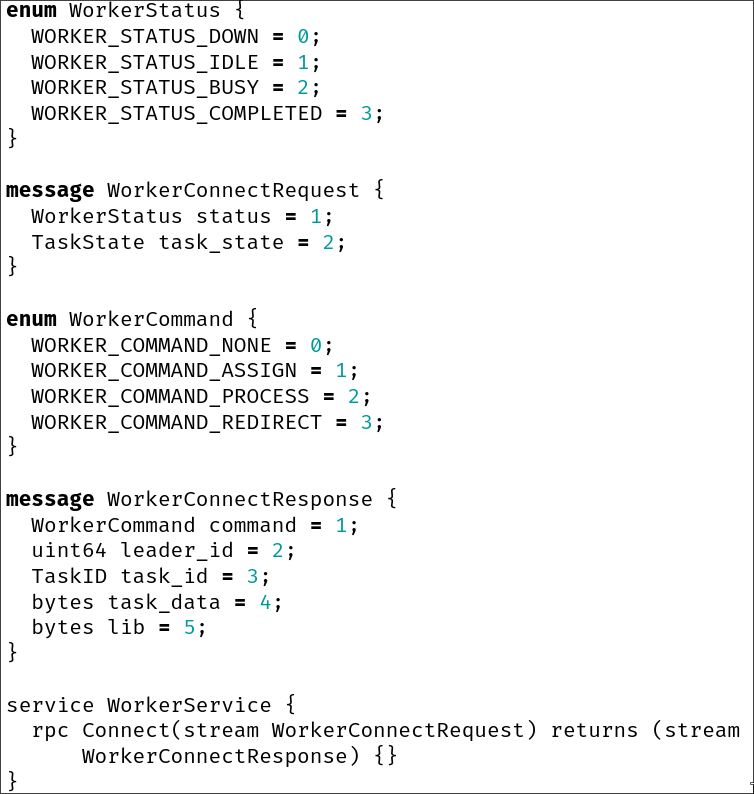 enum WorkerStatus {
  WORKER_STATUS_DOWN = 0;
  WORKER_STATUS_IDLE = 1;
  WORKER_STATUS_BUSY = 2;
  WORKER_STATUS_COMPLETED = 3;
}

message WorkerConnectRequest {
  WorkerStatus status = 1;
  TaskState task_state = 2;
}

enum WorkerCommand {
  WORKER_COMMAND_NONE = 0;
  WORKER_COMMAND_ASSIGN = 1;
  WORKER_COMMAND_PROCESS = 2;
  WORKER_COMMAND_REDIRECT = 3;
}

message WorkerConnectResponse {
  WorkerCommand command = 1;
  uint64 leader_id = 2;
  TaskID task_id = 3;
  bytes task_data = 4;
  bytes lib = 5;
}

service WorkerService {
  rpc Connect(stream WorkerConnectRequest) returns (stream
      WorkerConnectResponse) {}
}